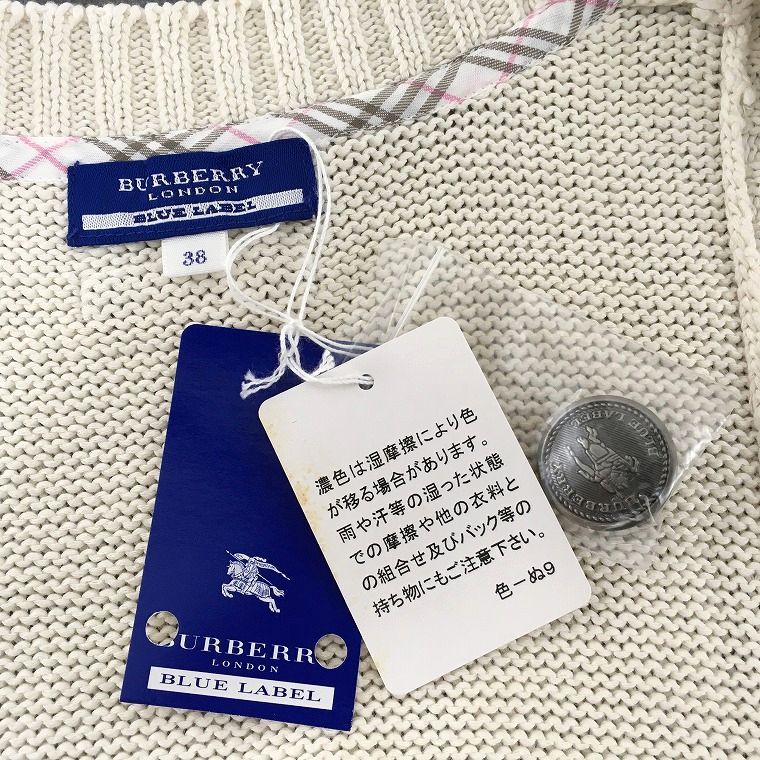 BURBERRY
LONDON
BLUE LABEL
38
濃色は湿摩擦により色
が移る場合があります。
雨や汗等の湿った状態
での摩擦や他の衣料と
の組合せ及びバック等の
持ち物にもご注意下さい。
色ーぬ9
BLUE LABEL
BURBERRY
BURBERR
LONDON
BLUE LABEL